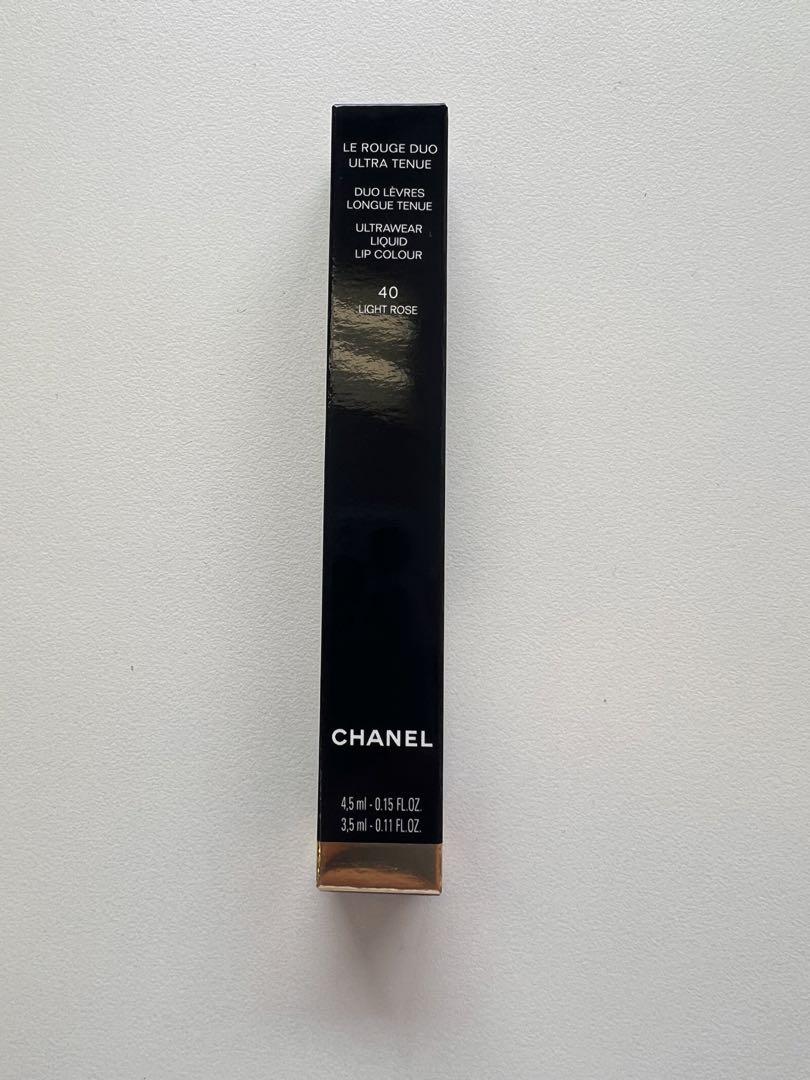 LE ROUGE DUO
ULTRA TENUE
DUO LÈVRES
LONGUE TENUE
ULTRAWEAR
LIQUID
LIP COLOUR
40
LIGHT ROSE
CHANEL
4,5 ml - 0.15 FL.OZ.
3,5 ml - 0.11 FL.OZ.